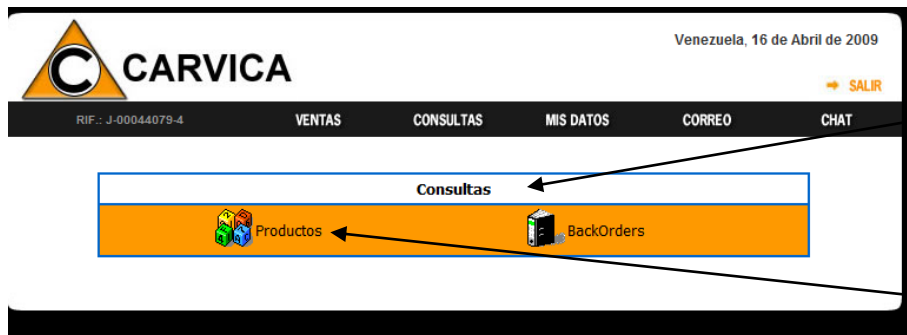 Venezuela, 16 de Abril de 2009
C CARVICA
SALIR
RIF.: J-00044079-4 VENTAS CONSULTAS MIS DATOS CORREO CHAT
Consultas
Productos BackOrders